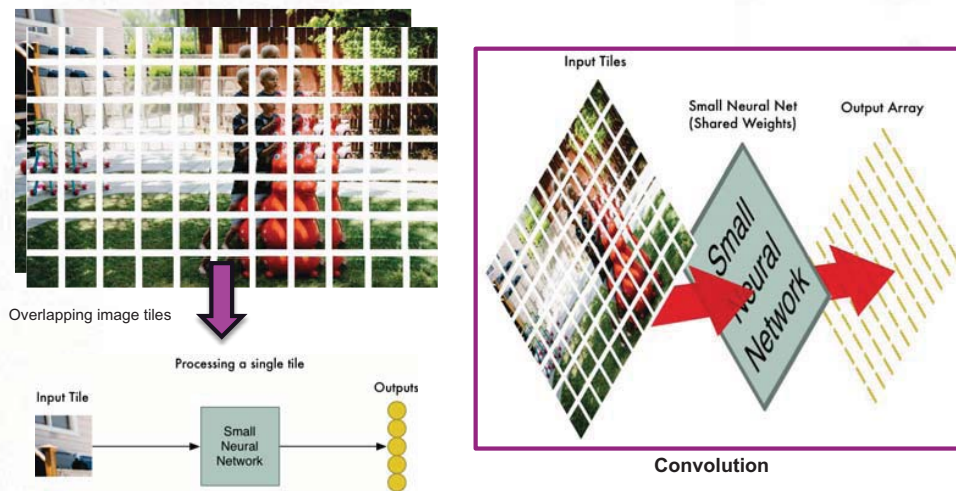 Overlapping image tiles
Processing a single tile
Input Tile
Outputs
Small
Neural
Network
Input Tiles
Small Neural Net
(Shared Weights)
Output Array
Small
Neural
Network
Convolution